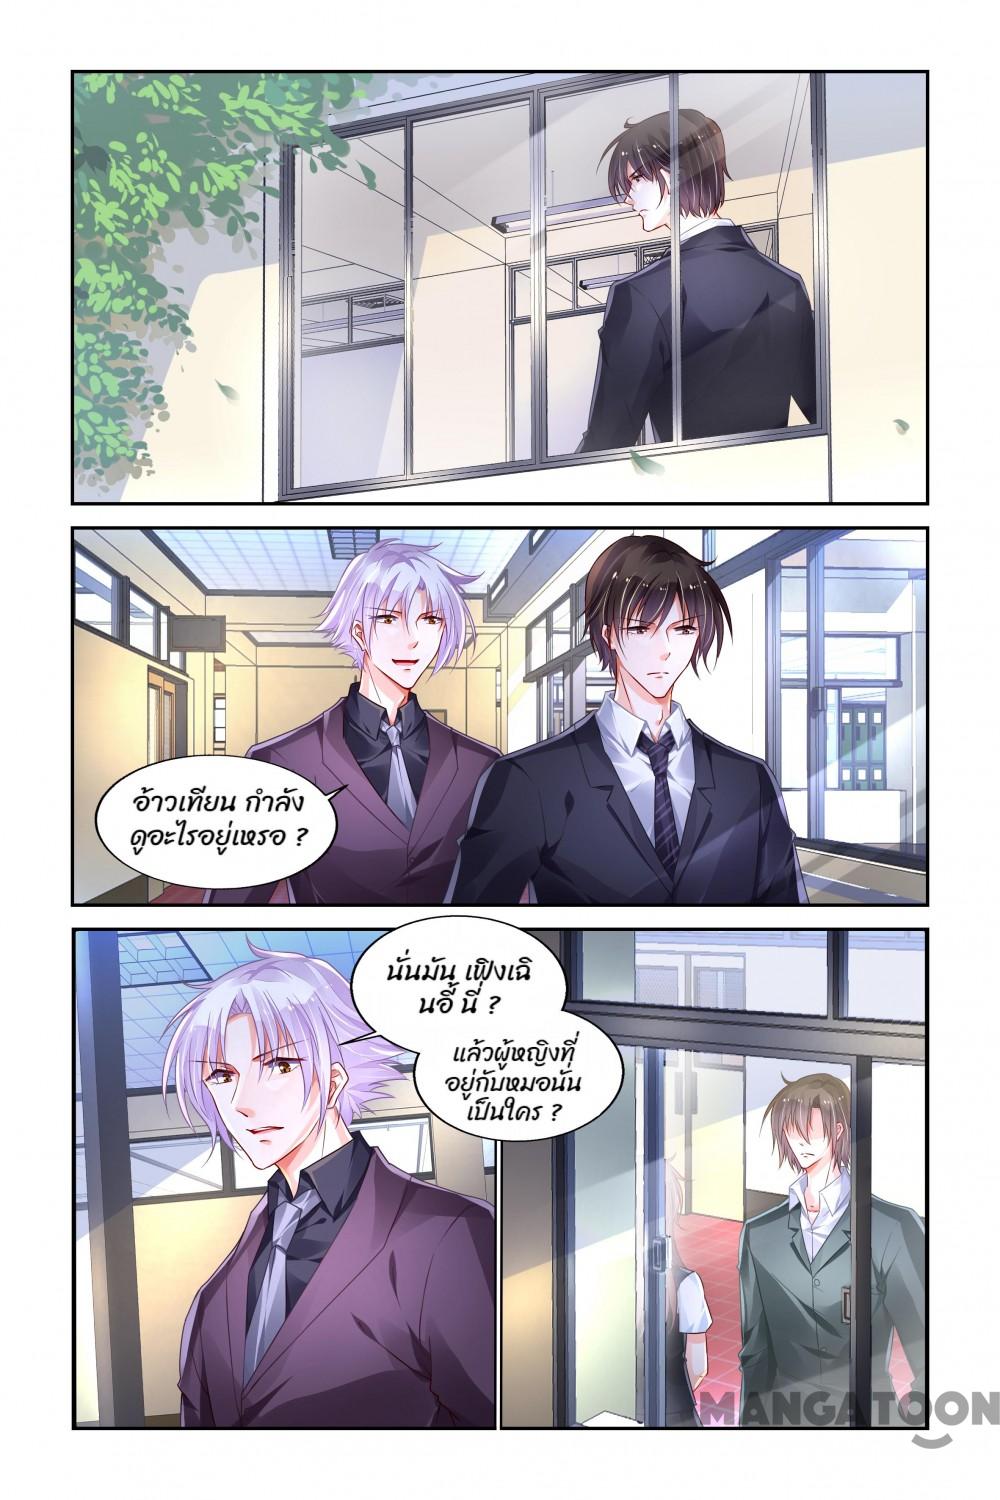 อ้าวเทียน กำลัง
ดูอะไรอยู่เหรอ ?
นั่นมัน เฟิงเฉิ
นอี้ นี่ ?
แล้วผู้หญิงที่
อยู่กับหมอนั่น
เป็นใคร ?
MANGATOON